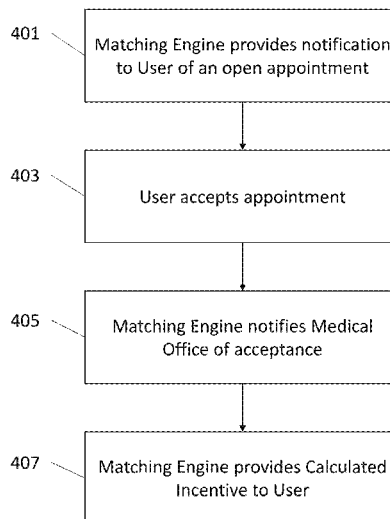 401
Matching Engine provides notification
to User of an open appointment
403
User accepts appointment
405
Matching Engine notifies Medical
Office of acceptance
407
Matching Engine provides Calculated
Incentive to User